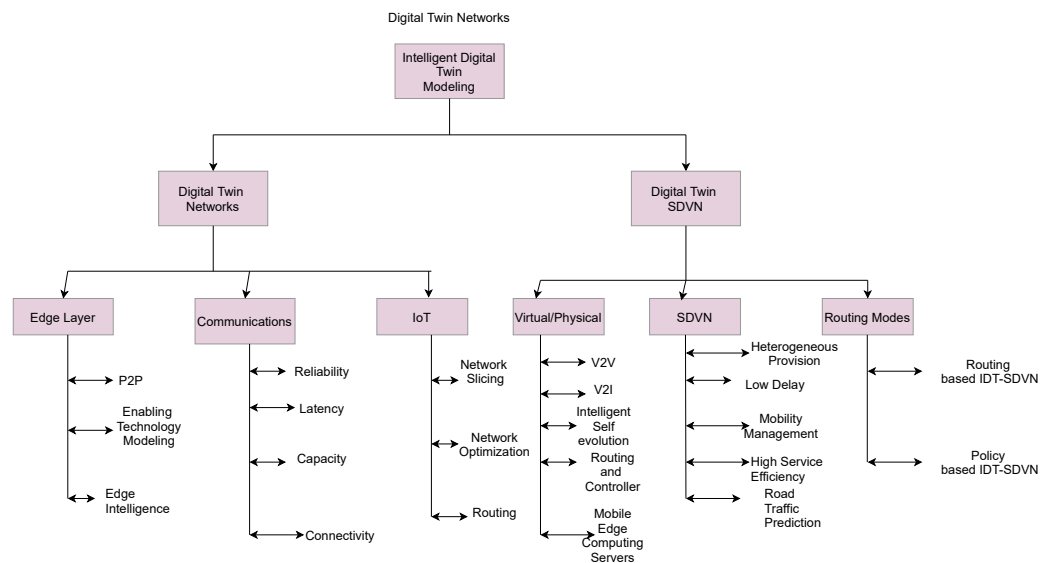 Digital Twin Networks
Intelligent Digital
Twin
Modeling
Digital Twin
Networks
Digital Twin
SDVN
Edge Layer
Communications
IoT
Virtual/Physical
SDVN
Routing Modes
P2P
Enabling
Technology
Modeling
Edge
Intelligence
Reliability
Latency
Capacity
Connectivity
Network
Slicing
Network
Optimization
Routing
V2V
V2I
Intelligent
Self
evolution
Routing
and
Controller
Mobile
Edge
Computing
Servers
Heterogeneous
Provision
Low Delay
Mobility
Management
High Service
Efficiency
Road
Traffic
Prediction
Routing
based IDT-SDVN
Policy
based IDT-SDVN